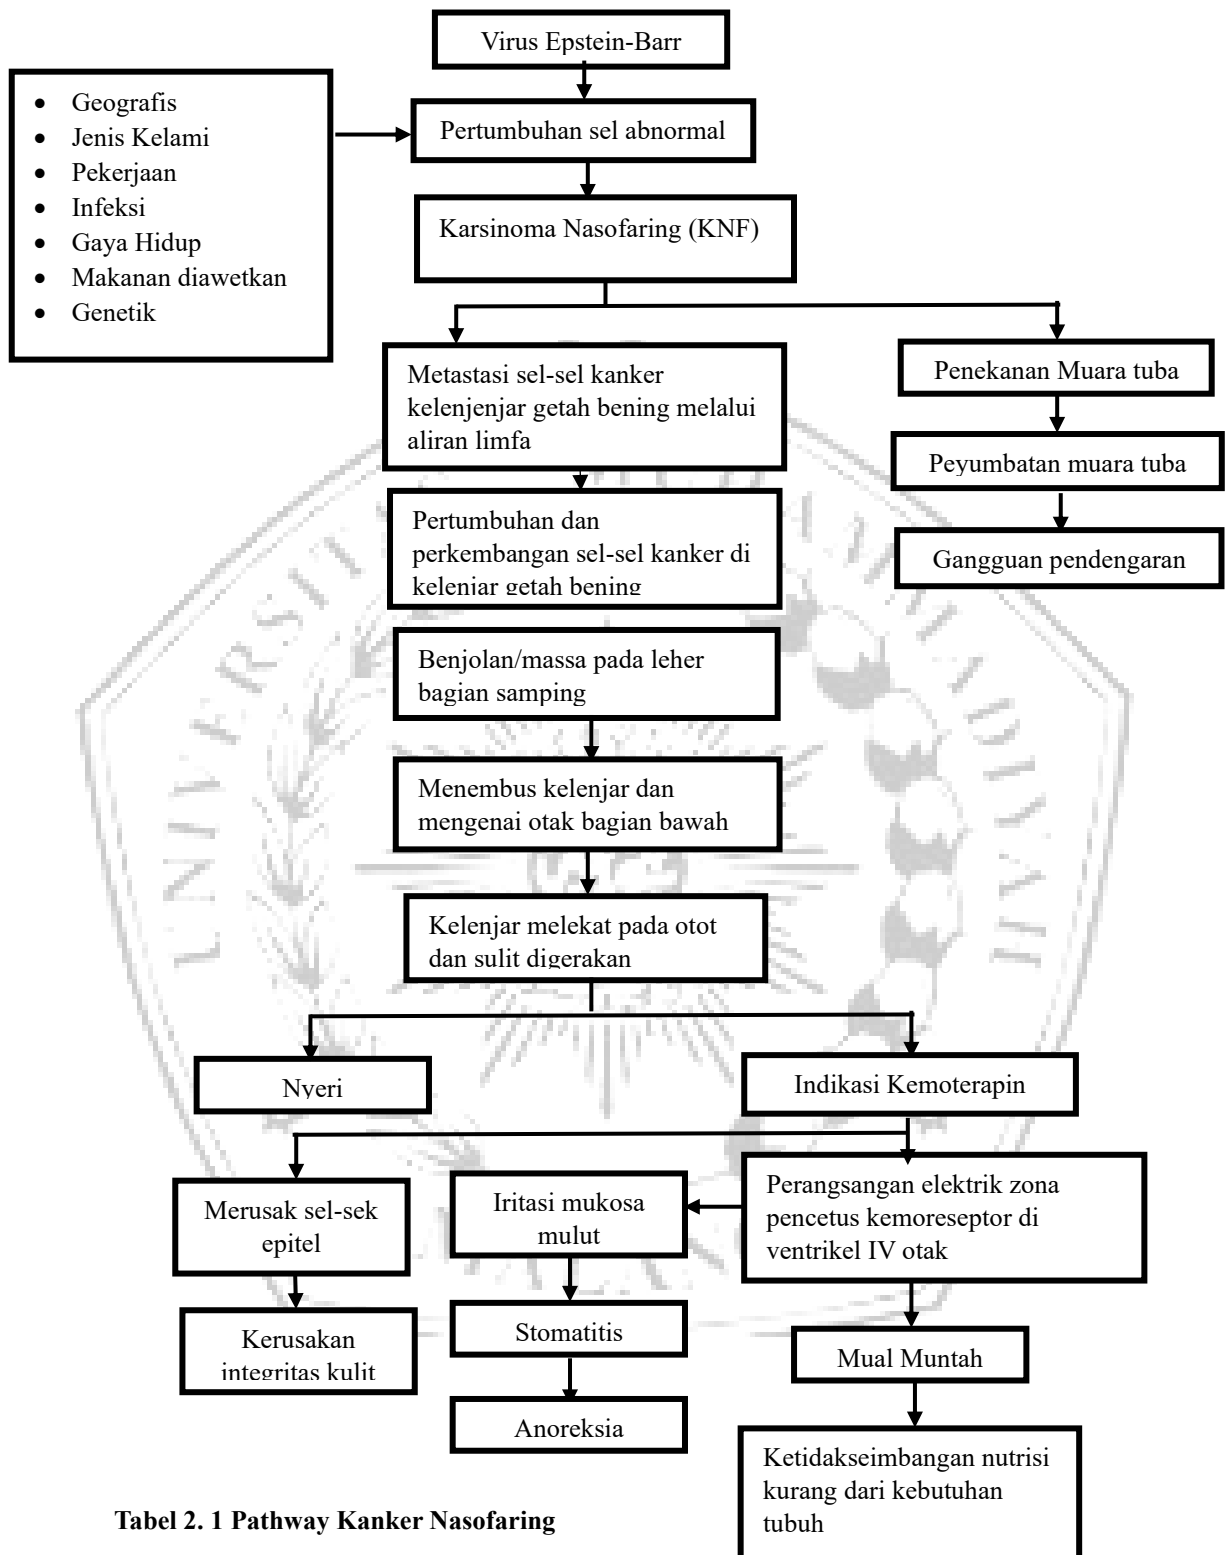 Virus Epstein-Barr
• Geografis
• Jenis Kelami
• Pekerjaan
• Infeksi
• Gaya Hidup
• Makanan diawetkan
• Genetik
Pertumbuhan sel abnormal
Karsinoma Nasofaring (KNF)
Metastasi sel-sel kanker
kelenjenjar getah bening melalui
aliran limfa
Penekanan Muara tuba
Peyumbatan muara tuba
Gangguan pendengaran
Pertumbuhan dan
perkembangan sel-sel kanker di
kelenjar getah bening
Benjolan/massa pada leher
bagian samping
Menembus kelenjar dan
mengenai otak bagian bawah
Kelenjar melekat pada otot
dan sulit digerakan
Nyeri
Indikasi Kemoterapin
Merusak sel-sek
epitel
Iritasi mukosa
mulut
Perangsangan elektrik zona
pencetus kemoreseptor di
ventrikel IV otak
Kerusakan
integritas kulit
Stomatitis
Mual Muntah
Anoreksia
Ketidakseimbangan nutrisi
kurang dari kebutuhan
tubuh
Tabel 2. 1 Pathway Kanker Nasofaring